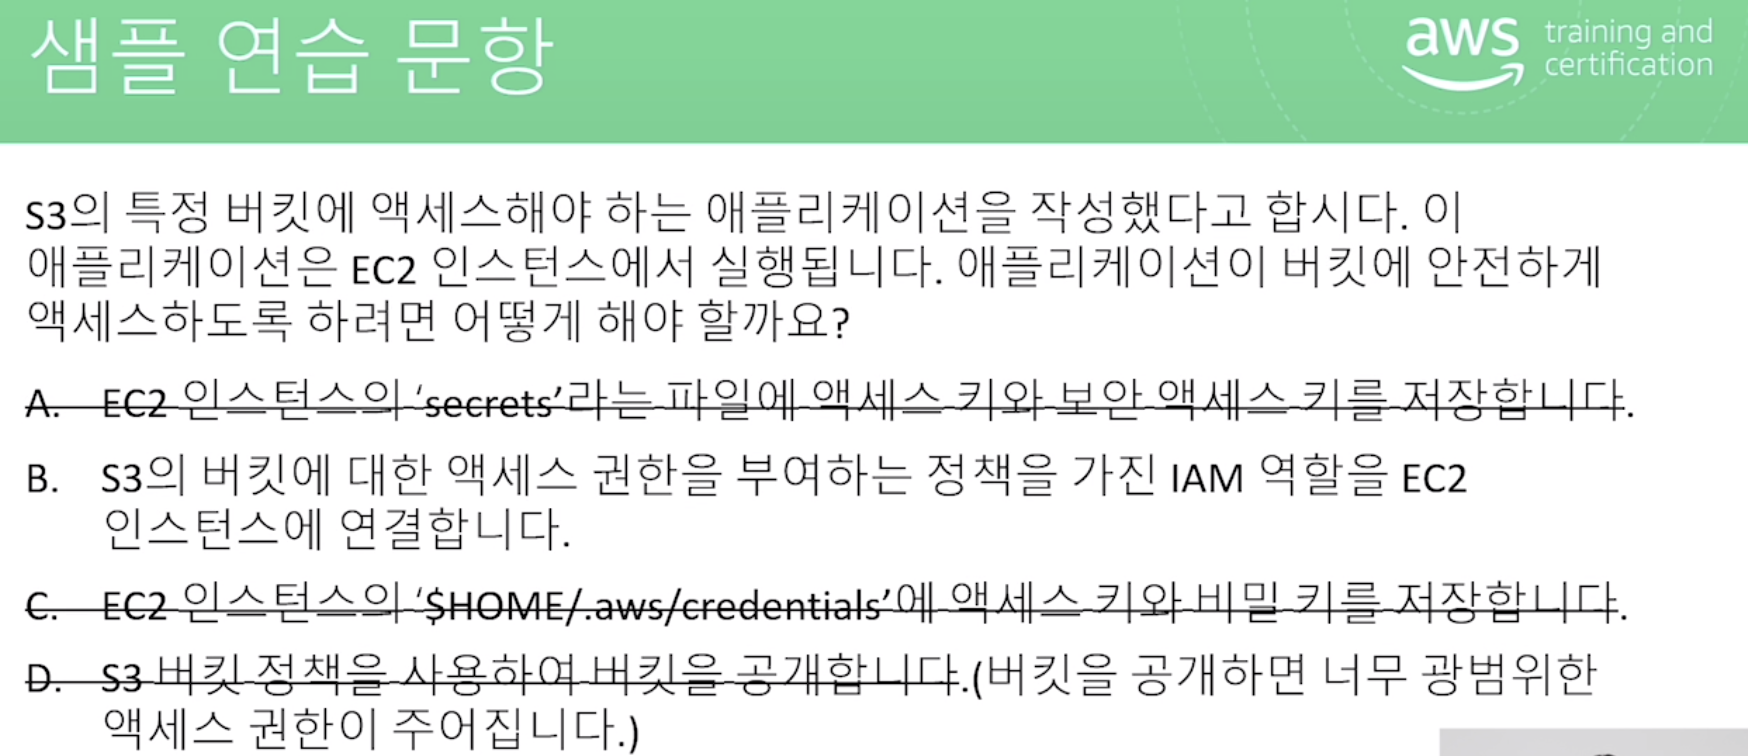 샘플 연습 문항
aws training and
certification
S3의 특정 버킷에 액세스해야 하는 애플리케이션을 작성했다고 합시다. 이
애플리케이션은 EC2 인스턴스에서 실행됩니다. 애플리케이션이 버킷에 안전하게
액세스하도록 하려면 어떻게 해야 할까요?
A. EC2 인스턴스의 ‘secrets’라는 파일에 액세스 키와 보안 액세스 키를 저장합니다.
B. S3의 버킷에 대한 액세스 권한을 부여하는 정책을 가진 IAM 역할을 EC2
인스턴스에 연결합니다.
C. EC2 인스턴스의 ‘$HOME/.aws/credentials’에 액세스 키와 비밀 키를 저장합니다.
D. S3 버킷 정책을 사용하여 버킷을 공개합니다.(버킷을 공개하면 너무 광범위한
액세스 권한이 주어집니다.)